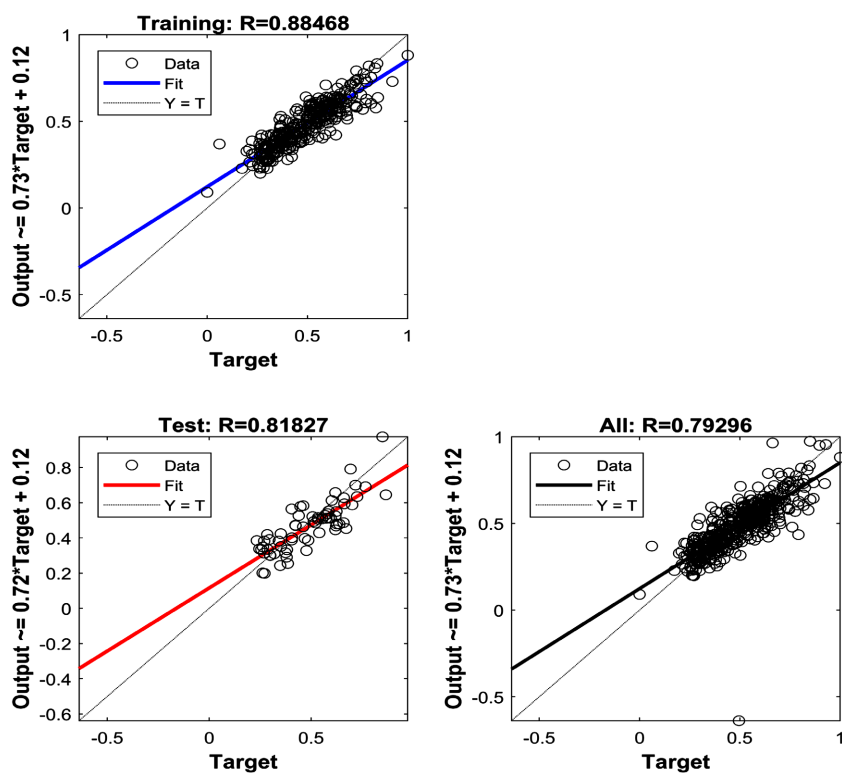 Training: R=0.88468
Output ~= 0.73*Target + 0.12
1
0.5
0
-0.5
Data
Fit
Y = T
-0.5
0
0.5
1
Target
Test: R=0.81827
Output ~= 0.72*Target + 0.12
0.8
0.6
0.4
0.2
0
-0.2
-0.4
-0.6
Data
Fit
Y = T
-0.5
0
0.5
Target
All: R=0.79296
Output ~= 0.73*Target + 0.12
1
0.5
0
-0.5
Data
Fit
Y = T
-0.5
0
0.5
1
Target